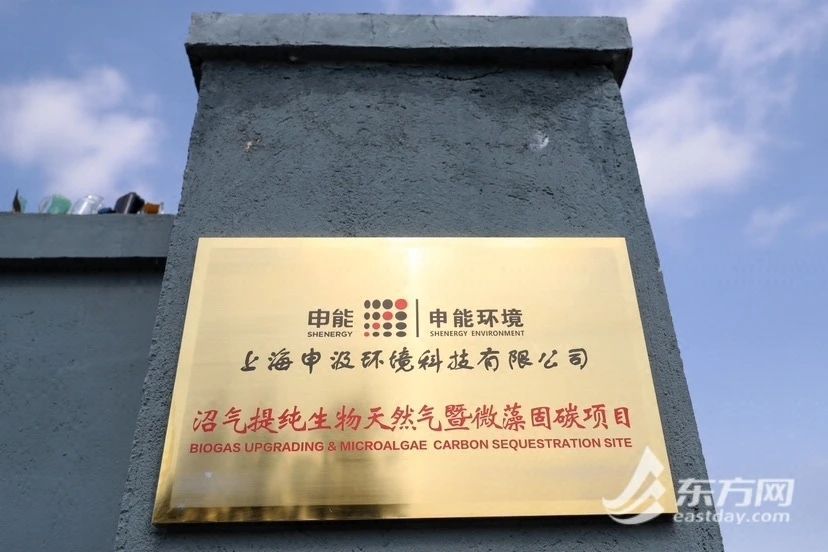 申能 | 申能环境
SHENERGY SHENERGY ENVIRONMENT
上海申汲环境科技有限公司
沼气提纯生物天然气暨微藻固碳项目
BIOGAS UPGRADING & MICROALGAE CARBON SEQUESTRATION SITE
东方网
eastday.com